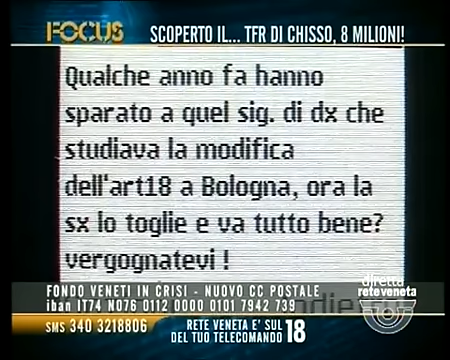 FOCUS
SCOPERTO IL... TFR DI CHISSO, 8 MILIONI!
Qualche anno fa hanno
sparato a quel sig. di dx che
studiava la modifica
dell'art18 a Bologna, ora la
sx lo toglie e va tutto bene?
vergognatevi !
diretta
reteveneta
FONDO VENETI IN CRISI - NUOVO CC POSTALE
iban IT74 N076 0112 0000 0101 7942 739
SMS 340 3218806
RETE VENETA E' SUL 18
DEL TUO TELECOMANDO